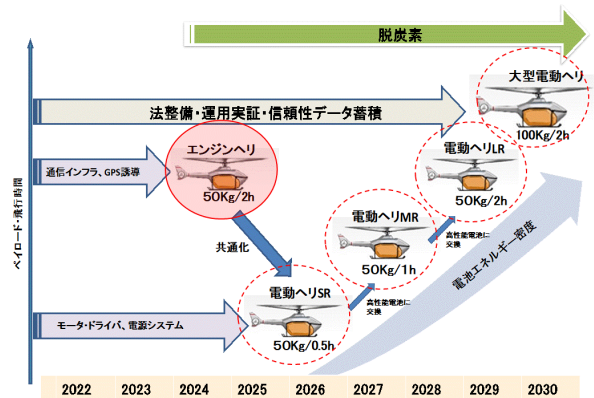 脱炭素
大型電動ヘリ
100Kg/2h
法整備・運用実証・信頼性データ蓄積
エンジンヘリ
50Kg/2h
電動ヘリLR
50Kg/2h
通信インフラ、GPS誘導
ペイロード・飛行時間
共通化
電動ヘリMR
50Kg/1h
高性能電池に
交換
電動ヘリSR
50Kg/0.5h
高性能電池に
交換
電池エネルギー密度
モータ・ドライバ、電源システム
2022 2023 2024 2025 2026 2027 2028 2029 2030